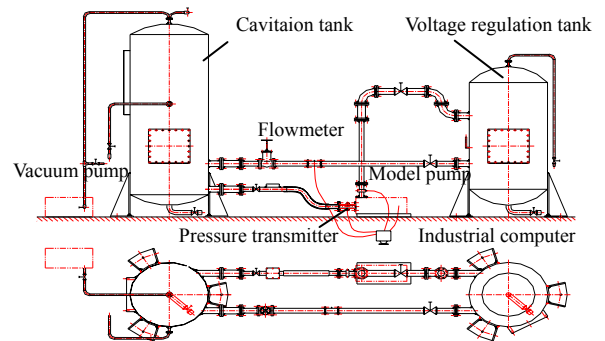 Cavitaion tank
Voltage regulation tank
Flowmeter
Vacuum pump
Model pump
Pressure transmitter
Industrial computer